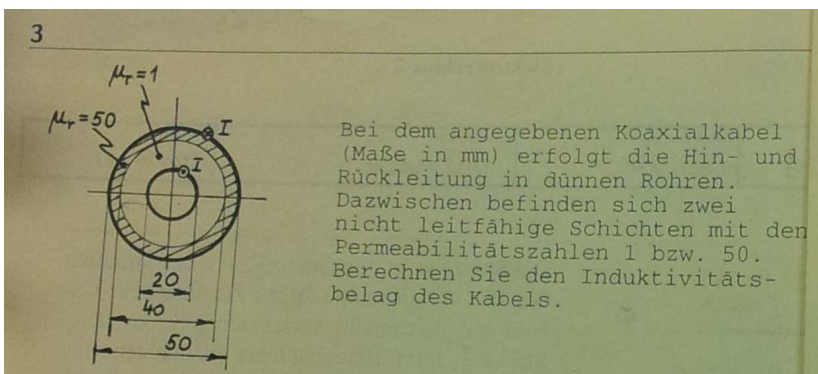 3
μr=1
μr=50
I
I
20
40
50
Bei dem angegebenen Koaxialkabel
(Maße in mm) erfolgt die Hin- und
Rückleitung in dünnen Rohren.
Dazwischen befinden sich zwei
nicht leitfähige Schichten mit den
Permeabilitätszahlen 1 bzw. 50.
Berechnen Sie den Induktivitäts-
belag des Kabels.